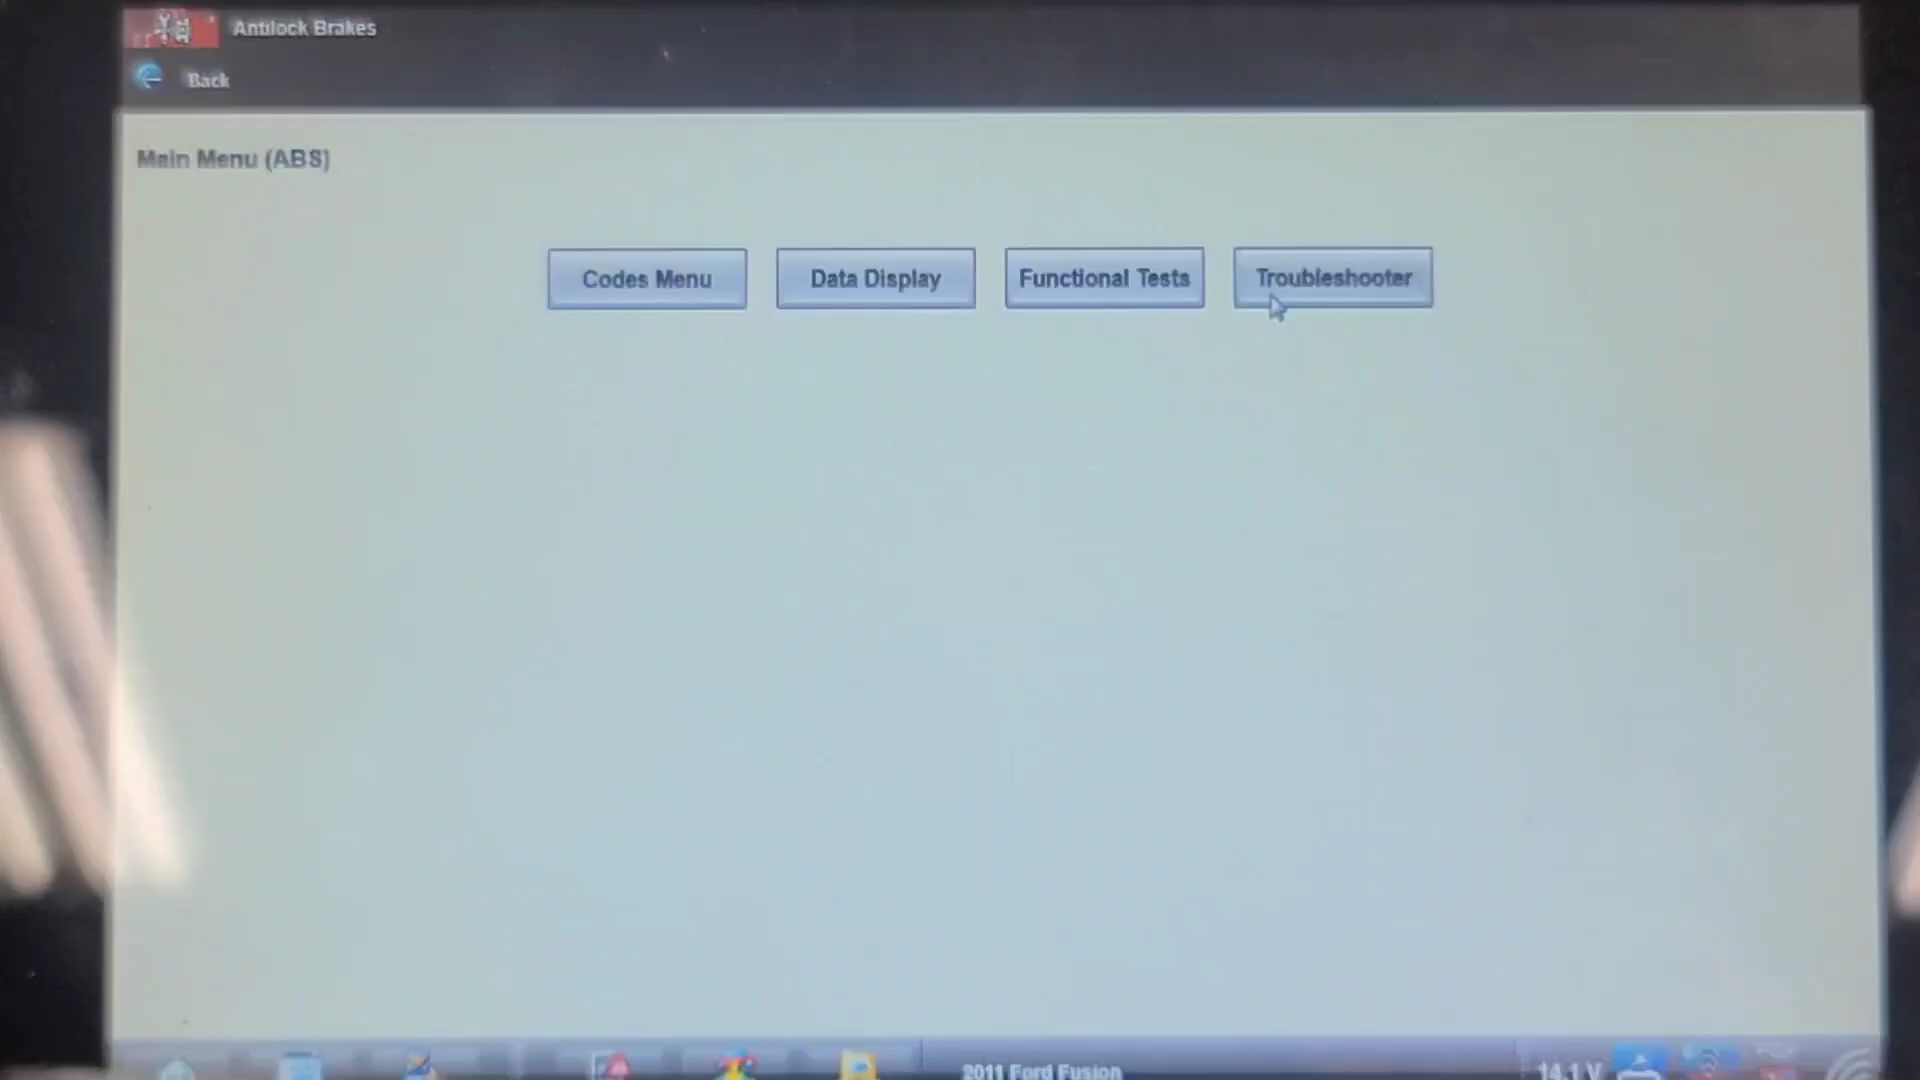 Antilock Brakes
Back
Main Menu (ABS)
Codes Menu
Data Display
Functional Tests
Troubleshooter
2011 Ford Fusion
14.1 V